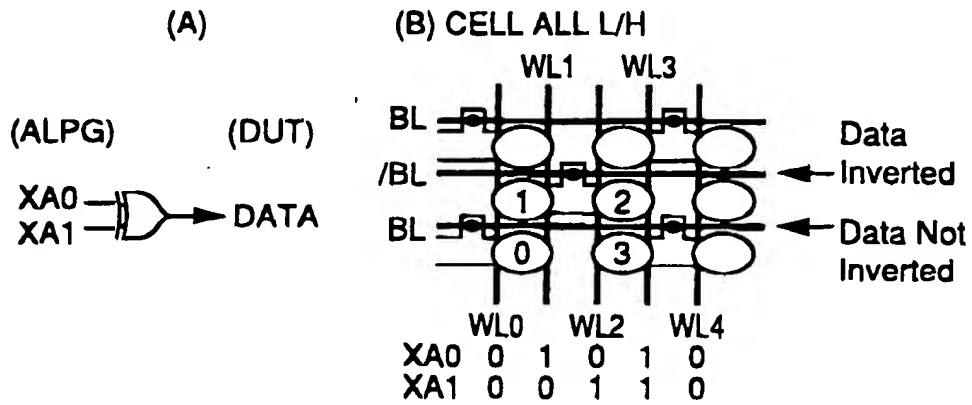 (A)
(B) CELL ALL L/H
WL1 WL3
(ALPG) (DUT)
XA0
XA1
DATA
BL
/BL
BL
1 2
0 3
Data
Inverted
Data Not
Inverted
WL0 WL2 WL4
XA0 0 1 0 1 0
XA1 0 0 1 1 0